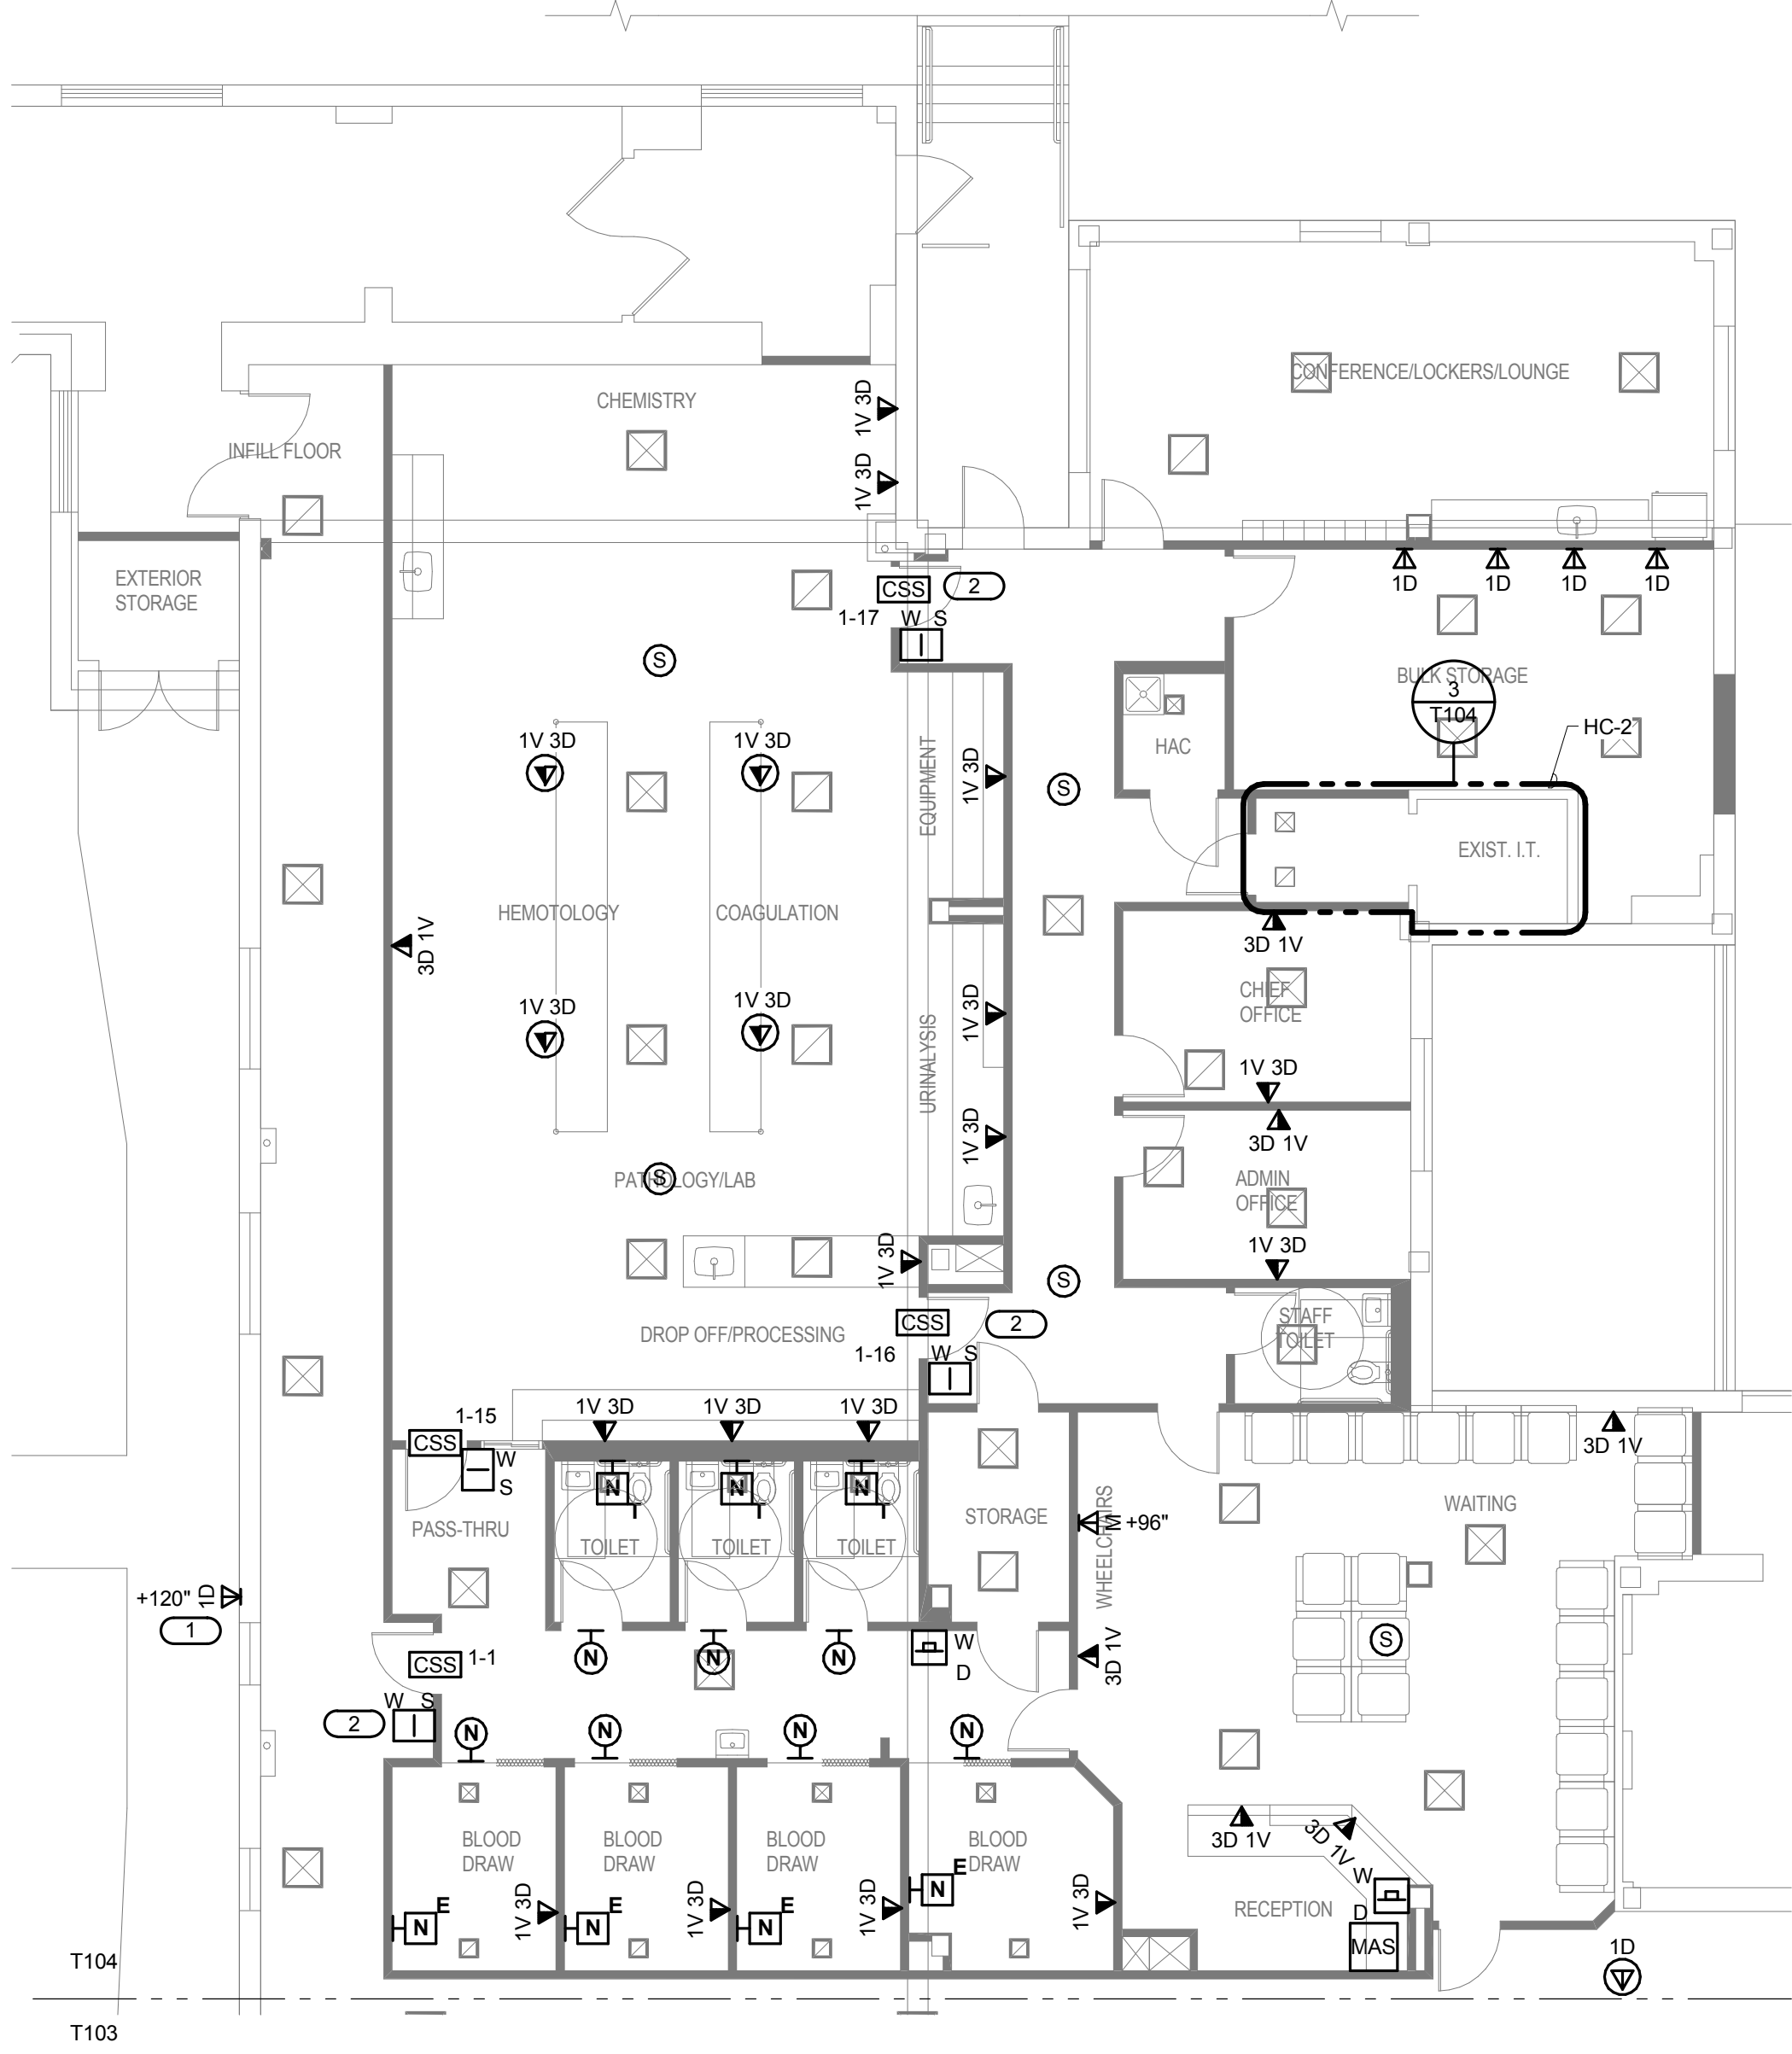 CONFERENCE/LOCKERS/LOUNGE
CHEMISTRY
1V 3D
INFILL FLOOR
1V 3D
EXTERIOR
STORAGE
CSS
2
1-17
W S
1D
1D
1D
1D
S
BULK STORAGE
3
T104
HC-2
1V 3D
1V 3D
EQUIPMENT
1V 3D
HAC
S
EXIST. I.T.
HEMOTOLOGY
COAGULATION
3D 1V
3D 1V
1V 3D
1V 3D
URINALYSIS
1V 3D
CHIEF
OFFICE
1V 3D
1V 3D
3D 1V
PATHOLOGY/LAB
S
ADMIN
OFFICE
1V 3D
1V 3D
S
DROP OFF/PROCESSING
CSS
2
STAFF
TOILET
1-16
W S
1-15
CSS
W
S
1V 3D
1V 3D
1V 3D
3D 1V
N
I
N
I
N
I
PASS-THRU
TOILET
TOILET
TOILET
STORAGE
WHEELCHAIRS
M +96"
WAITING
+120"
1D
1
CSS
1-1
N
N
N
W
D
3D 1V
S
W S
2
N
N
N
N
BLOOD
DRAW
BLOOD
DRAW
BLOOD
DRAW
BLOOD
DRAW
3D 1V
3D 1V
N
E
1V 3D
N
E
1V 3D
N
E
1V 3D
N
E
1V 3D
RECEPTION
W
D
MAS
1D
T104
T103